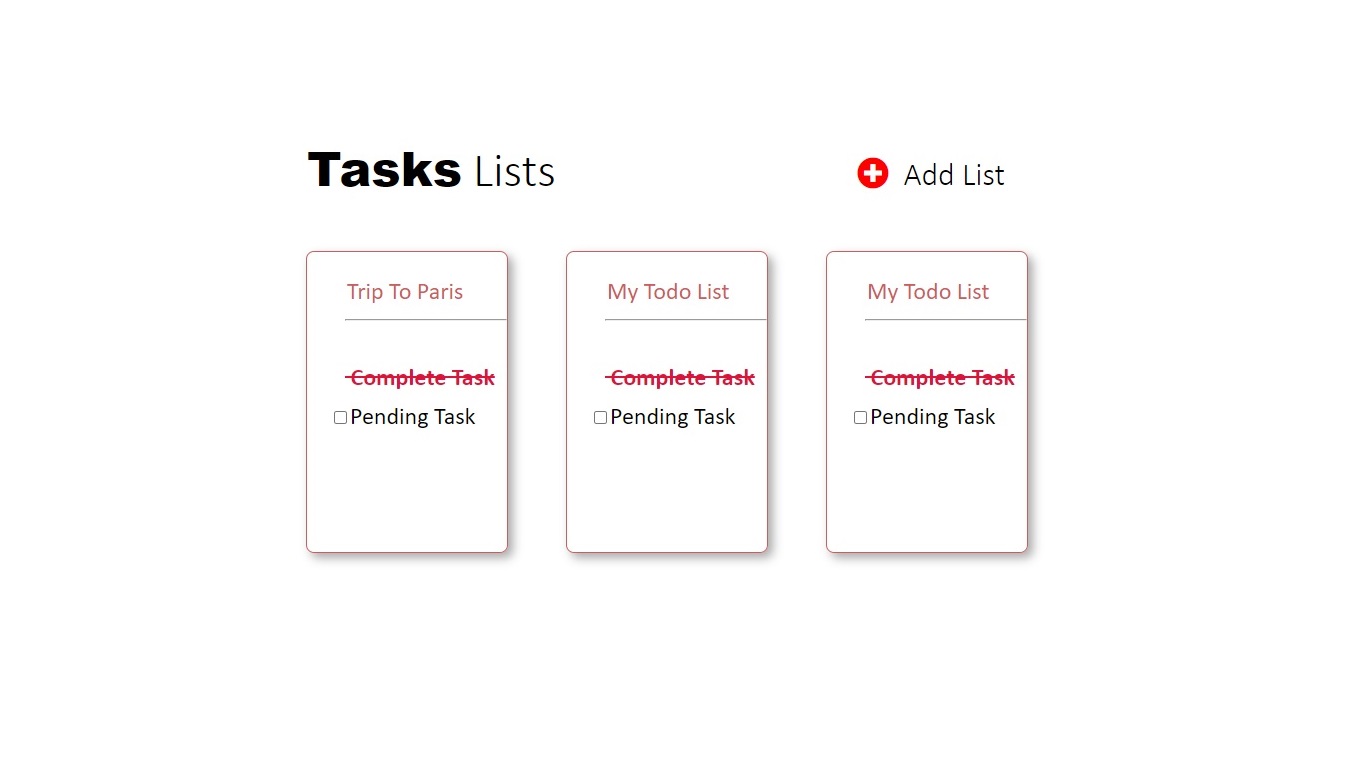 Tasks Lists
Add List
Trip To Paris
Complete Task
Pending Task
My Todo List
Complete Task
Pending Task
My Todo List
Complete Task
Pending Task